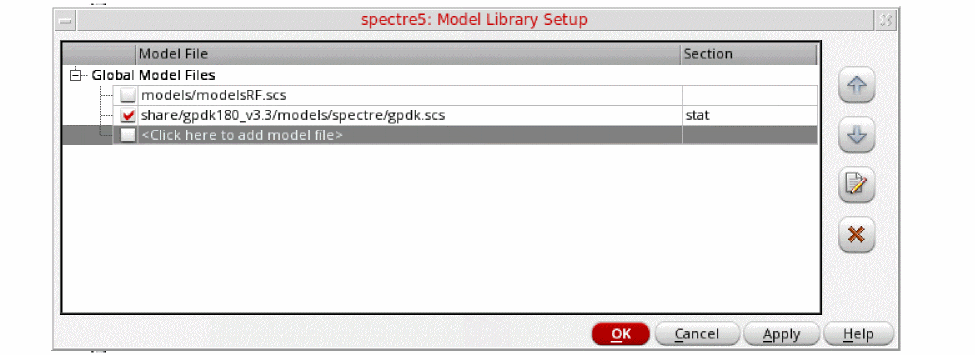 spectre5: Model Library Setup
Model File Section
Global Model Files
models/modelsRF.scs
share/gpdk180_v3.3/models/spectre/gpdk.scs stat
<Click here to add model file>
OK Cancel Apply Help